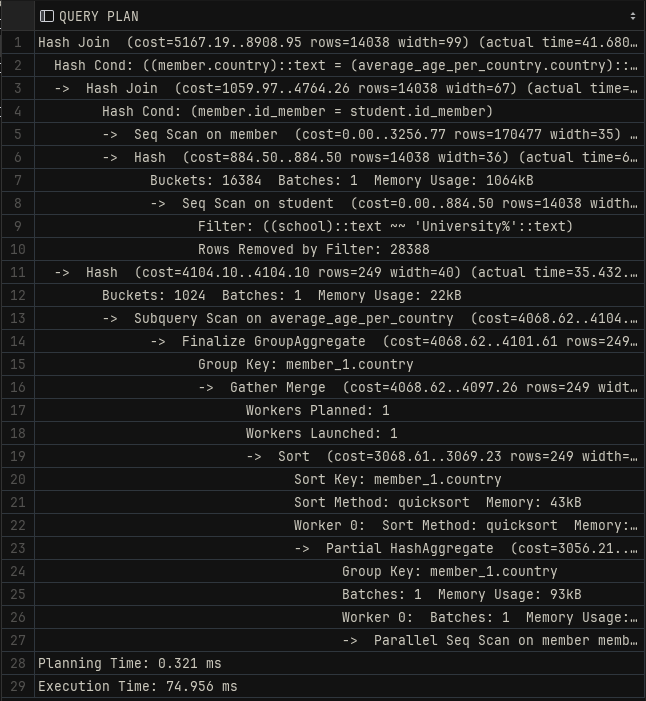 QUERY PLAN
1 Hash Join  (cost=5167.19..8908.95 rows=14038 width=99) (actual time=41.680…
2 Hash Cond: ((member.country)::text = (average_age_per_country.country)::…
3 ->  Hash Join  (cost=1059.97..4764.26 rows=14038 width=67) (actual time=…
4 Hash Cond: (member.id_member = student.id_member)
5 ->  Seq Scan on member  (cost=0.00..3256.77 rows=170477 width=35) …
6 ->  Hash  (cost=884.50..884.50 rows=14038 width=36) (actual time=6…
7 Buckets: 16384  Batches: 1  Memory Usage: 1064kB
8 ->  Seq Scan on student  (cost=0.00..884.50 rows=14038 width…
9 Filter: ((school)::text ~~ 'University%'::text)
10 Rows Removed by Filter: 28388
11 ->  Hash  (cost=4104.10..4104.10 rows=249 width=40) (actual time=35.432.…
12 Buckets: 1024  Batches: 1  Memory Usage: 22kB
13 ->  Subquery Scan on average_age_per_country  (cost=4068.62..4104.…
14 ->  Finalize GroupAggregate  (cost=4068.62..4101.61 rows=249…
15 Group Key: member_1.country
16 ->  Gather Merge  (cost=4068.62..4097.26 rows=249 widt…
17 Workers Planned: 1
18 Workers Launched: 1
19 ->  Sort  (cost=3068.61..3069.23 rows=249 width=…
20 Sort Key: member_1.country
21 Sort Method: quicksort  Memory: 43kB
22 Worker 0:  Sort Method: quicksort  Memory:…
23 ->  Partial HashAggregate  (cost=3056.21..…
24 Group Key: member_1.country
25 Batches: 1  Memory Usage: 93kB
26 Worker 0:  Batches: 1  Memory Usage:…
27 ->  Parallel Seq Scan on member memb…
28 Planning Time: 0.321 ms
29 Execution Time: 74.956 ms